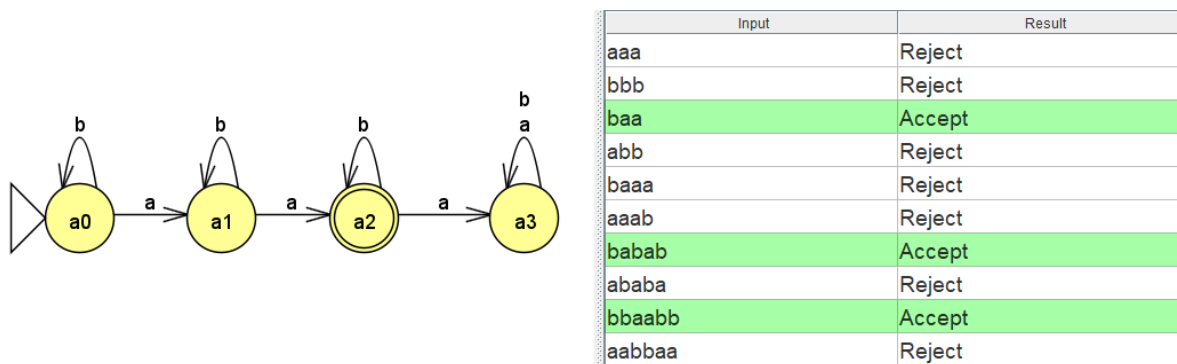 b b b b
a
a0 a a1 a a2 a a3
Input Result
aaa Reject
bbb Reject
baa Accept
abb Reject
baaa Reject
aaab Reject
babab Accept
ababa Reject
bbaabb Accept
aabbaa Reject